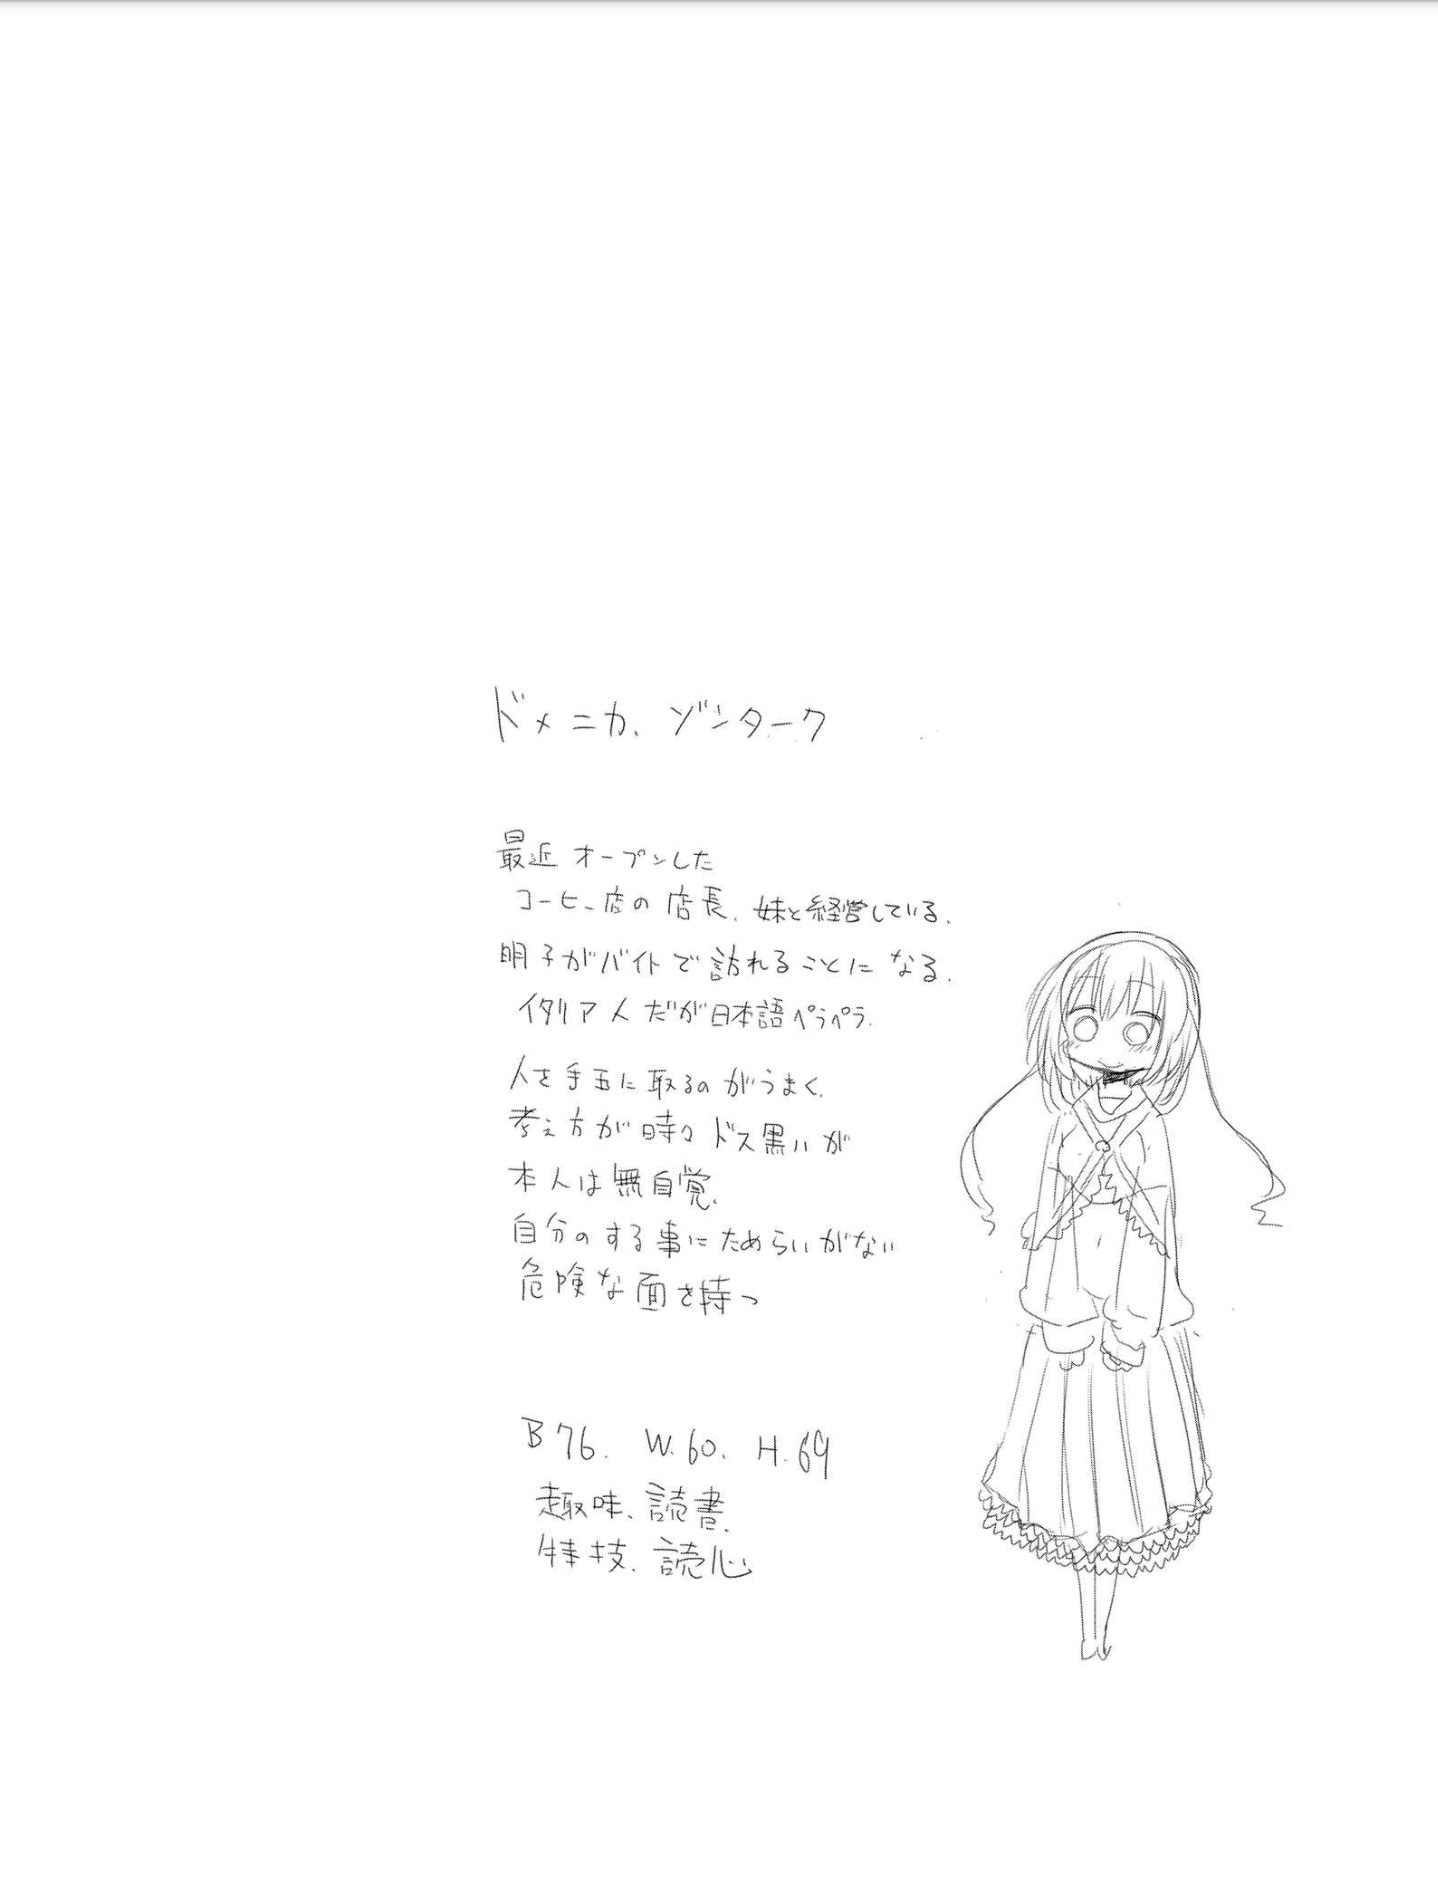 ドメニカ、ゾンターク
最近オープンした
コーヒー店の店長、妹と経営している、
明子がバイトで訪れることになる、
イタリア人だが日本語ペラペラ、
人を手玉に取るのがうまく、
考え方が時々ドス黒いが
本人は無自覚、
自分のする事にためらいがない
危険な面を持つ
B76. W.60. H.69
趣味、読書、
特技、読心